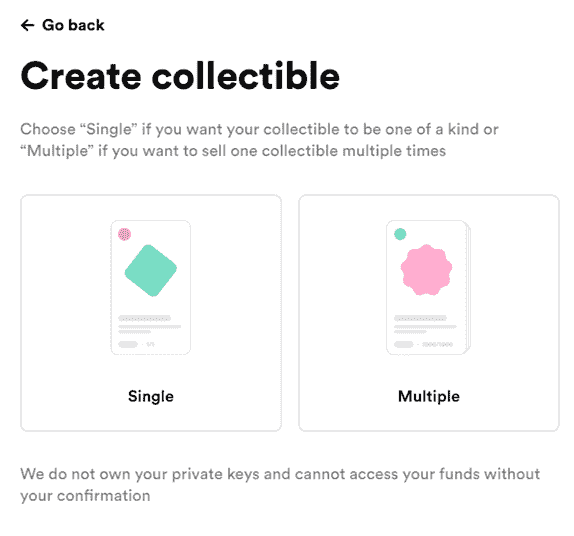 ← Go back
Create collectible
Choose “Single” if you want your collectible to be one of a kind or
“Multiple” if you want to sell one collectible multiple times
Single
Multiple
We do not own your private keys and cannot access your funds without
your confirmation